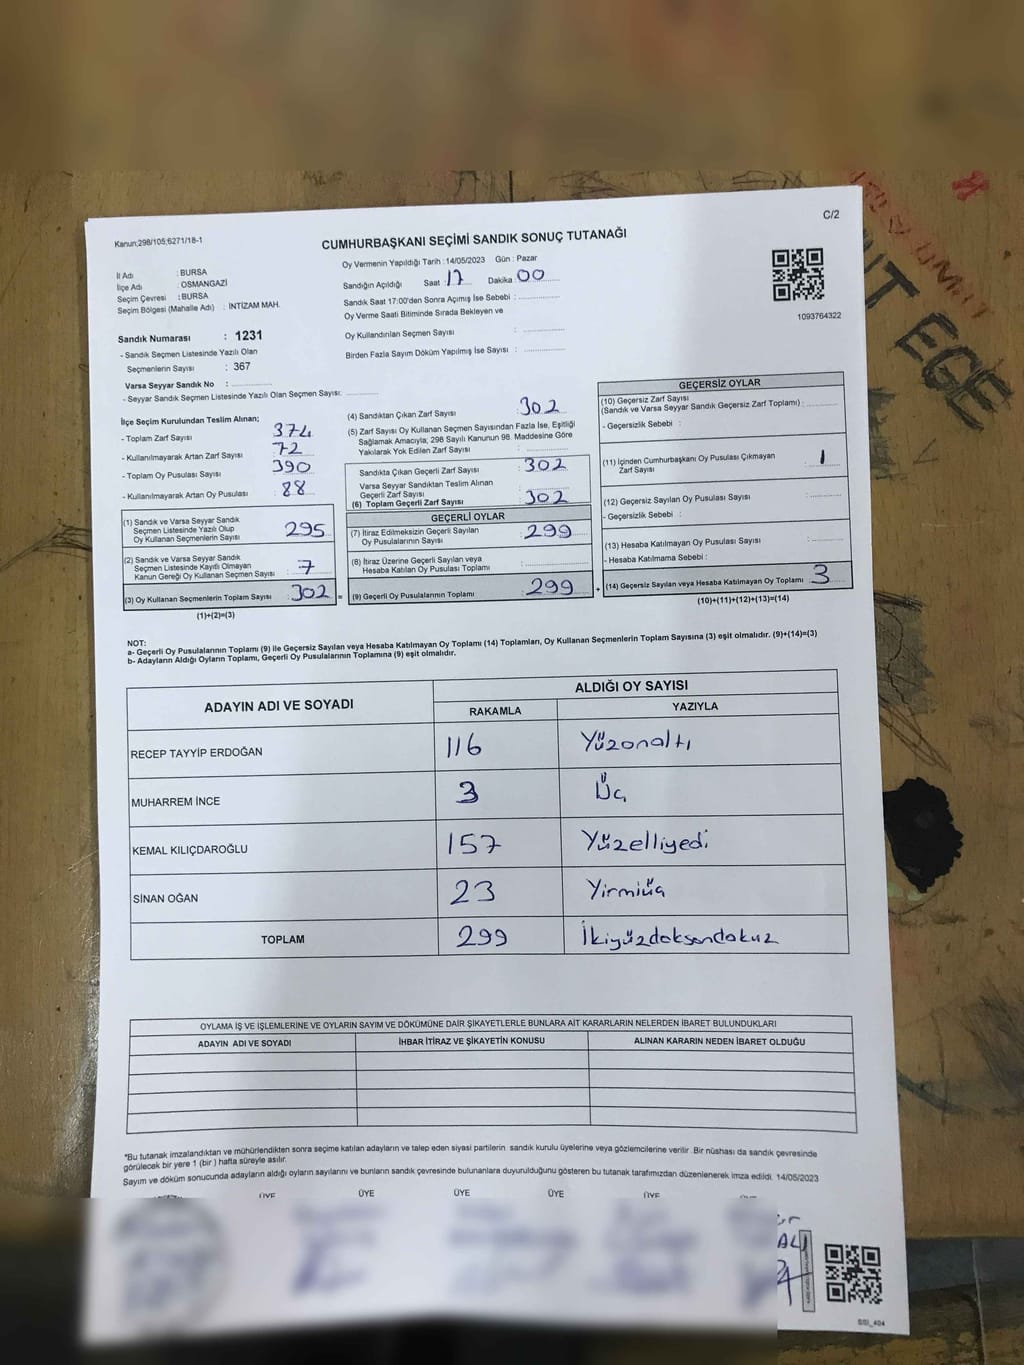 C/2
Kanun;298/105;6271/18-1
CUMHURBAŞKANI SEÇİMİ SANDIK SONUÇ TUTANAĞI
İl Adı : BURSA
İlçe Adı : OSMANGAZİ
Seçim Çevresi : BURSA
Seçim Bölgesi (Mahalle Adı) : İNTİZAM MAH.
Oy Vermenin Yapıldığı Tarih : 14/05/2023 Gün : Pazar
Sandığın Açıldığı Saat : 17 Dakika : 00
Sandık Saat 17:00'den Sonra Açımış İse Sebebi :
Oy Verme Saati Bitiminde Sırada Bekleyen ve
Oy Kullandırılan Seçmen Sayısı :
Birden Fazla Sayım Döküm Yapılmış İse Sayısı :
1093764322
Sandık Numarası : 1231
- Sandık Seçmen Listesinde Yazılı Olan
Seçmenlerin Sayısı : 367
Varsa Seyyar Sandık No :
- Seyyar Sandık Seçmen Listesinde Yazılı Olan Seçmen Sayısı:
İlçe Seçim Kurulundan Teslim Alınan;
- Toplam Zarf Sayısı 374
- Kullanılmayarak Artan Zarf Sayısı 72
- Toplam Oy Pusulası Sayısı 390
- Kullanılmayarak Artan Oy Pusulası 88
(1) Sandık ve Varsa Seyyar Sandık
Seçmen Listesinde Yazılı Olup
Oy Kullanan Seçmenlerin Sayısı : 295
(2) Sandık ve Varsa Seyyar Sandık
Seçmen Listesinde Kayıtlı Olmayan
Kanun Gereği Oy Kullanan Seçmen Sayısı : 7
(3) Oy Kullanan Seçmenlerin Toplam Sayısı : 302 =
(1)+(2)=(3)
(4) Sandıktan Çıkan Zarf Sayısı : 302
(5) Zarf Sayısı Oy Kullanan Seçmen Sayısından Fazla İse, Eşitliği
Sağlamak Amacıyla; 298 Sayılı Kanunun 98. Maddesine Göre
Yakılarak Yok Edilen Zarf Sayısı :
Sandıkta Çıkan Geçerli Zarf Sayısı : 302
Varsa Seyyar Sandıktan Teslim Alınan
Geçerli Zarf Sayısı
(6) Toplam Geçerli Zarf Sayısı : 302
GEÇERLİ OYLAR
(7) İtiraz Edilmeksizin Geçerli Sayılan
Oy Pusulalarının Sayısı : 299
(8) İtiraz Üzerine Geçerli Sayılan veya
Hesaba Katılan Oy Pusulası Toplamı :
(9) Geçerli Oy Pusulalarının Toplamı : 299 +
GEÇERSİZ OYLAR
(10) Geçersiz Zarf Sayısı
(Sandık ve Varsa Seyyar Sandık Geçersiz Zarf Toplamı) :
- Geçersizlik Sebebi :
(11) İçinden Cumhurbaşkanı Oy Pusulası Çıkmayan
Zarf Sayısı : 1
(12) Geçersiz Sayılan Oy Pusulası Sayısı :
- Geçersizlik Sebebi :
(13) Hesaba Katılmayan Oy Pusulası Sayısı :
- Hesaba Katılmama Sebebi :
(14) Geçersiz Sayılan veya Hesaba Katılmayan Oy Toplamı : 3
(10)+(11)+(12)+(13)=(14)
NOT:
a- Geçerli Oy Pusulalarının Toplamı (9) ile Geçersiz Sayılan veya Hesaba Katılmayan Oy Toplamı (14) Toplamları, Oy Kullanan Seçmenlerin Toplam Sayısına (3) eşit olmalıdır. (9)+(14)=(3)
b- Adayların Aldığı Oyların Toplamı, Geçerli Oy Pusulalarının Toplamına (9) eşit olmalıdır.
ADAYIN ADI VE SOYADI ALDIĞI OY SAYISI
RAKAMLA YAZIYLA
RECEP TAYYİP ERDOĞAN 116 Yüzonaltı
MUHARREM İNCE 3 Üç
KEMAL KILIÇDAROĞLU 157 Yüzelliyedi
SİNAN OĞAN 23 Yirmiüç
TOPLAM 299 İkiyüzdoksandokuz
OYLAMA İŞ VE İŞLEMLERİNE VE OYLARIN SAYIM VE DÖKÜMÜNE DAİR ŞİKAYETLERLE BUNLARA AİT KARARLARIN NELERDEN İBARET BULUNDUKLARI
ADAYIN ADI VE SOYADI İHBAR İTİRAZ VE ŞİKAYETİN KONUSU ALINAN KARARIN NEDEN İBARET OLDUĞU
*Bu tutanak imzalandıktan ve mühürlendikten sonra seçime katılan adayların ve talep eden siyasi partilerin sandık kurulu üyelerine veya gözlemcilerine verilir. Bir nüshası da sandık çevresinde
görülecek bir yere 1 (bir) hafta süreyle asılır.
Sayım ve döküm sonucunda adayların aldığı oyların sayılarını ve bunların sandık çevresinde bulunanlara duyurulduğunu gösteren bu tutanak tarafımızdan düzenlenerek imza edildi. 14/05/2023
ÜYE ÜYE ÜYE ÜYE ÜYE
SSI_404
EGE